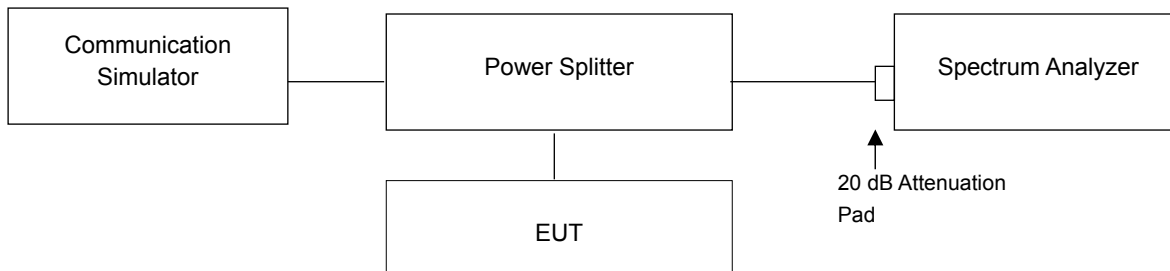 Communication
Simulator
Power Splitter
Spectrum Analyzer
20 dB Attenuation
Pad
EUT